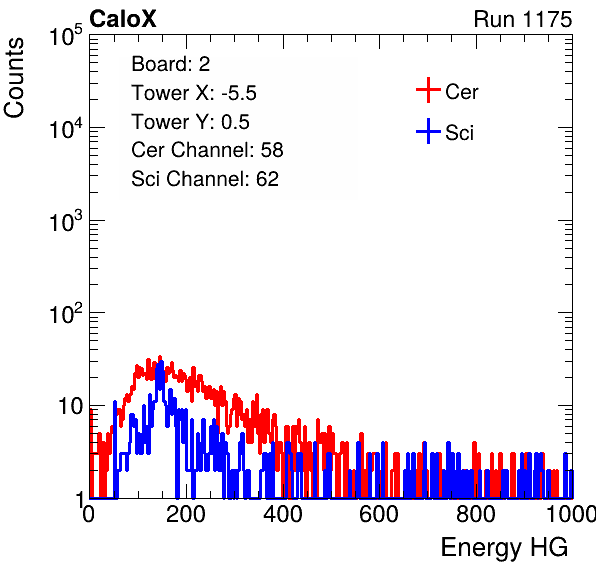 CaloX Run 1175
Counts
10^5
10^4
10^3
10^2
10
1
Board: 2
Tower X: -5.5
Tower Y: 0.5
Cer Channel: 58
Sci Channel: 62
Cer
Sci
0 200 400 600 800 1000
Energy HG